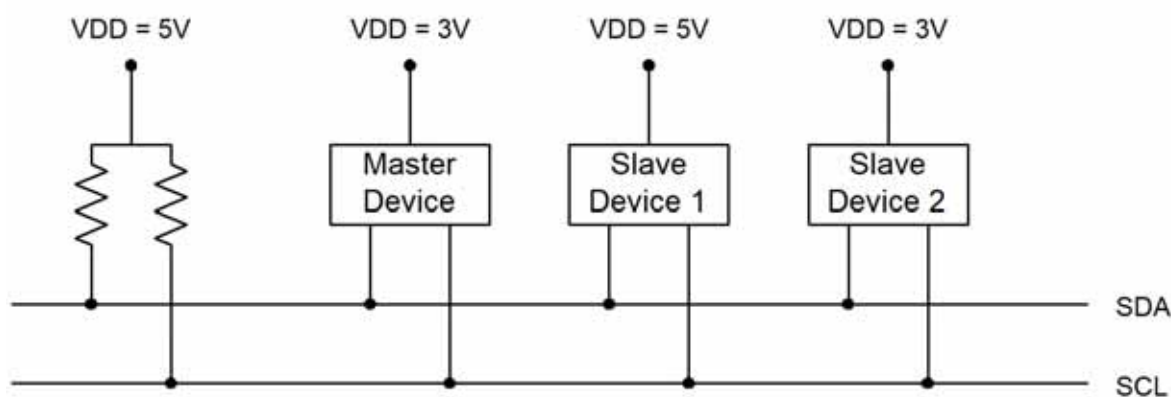 VDD = 5V
VDD = 3V
VDD = 5V
VDD = 3V
Master
Device
Slave
Device 1
Slave
Device 2
SDA
SCL